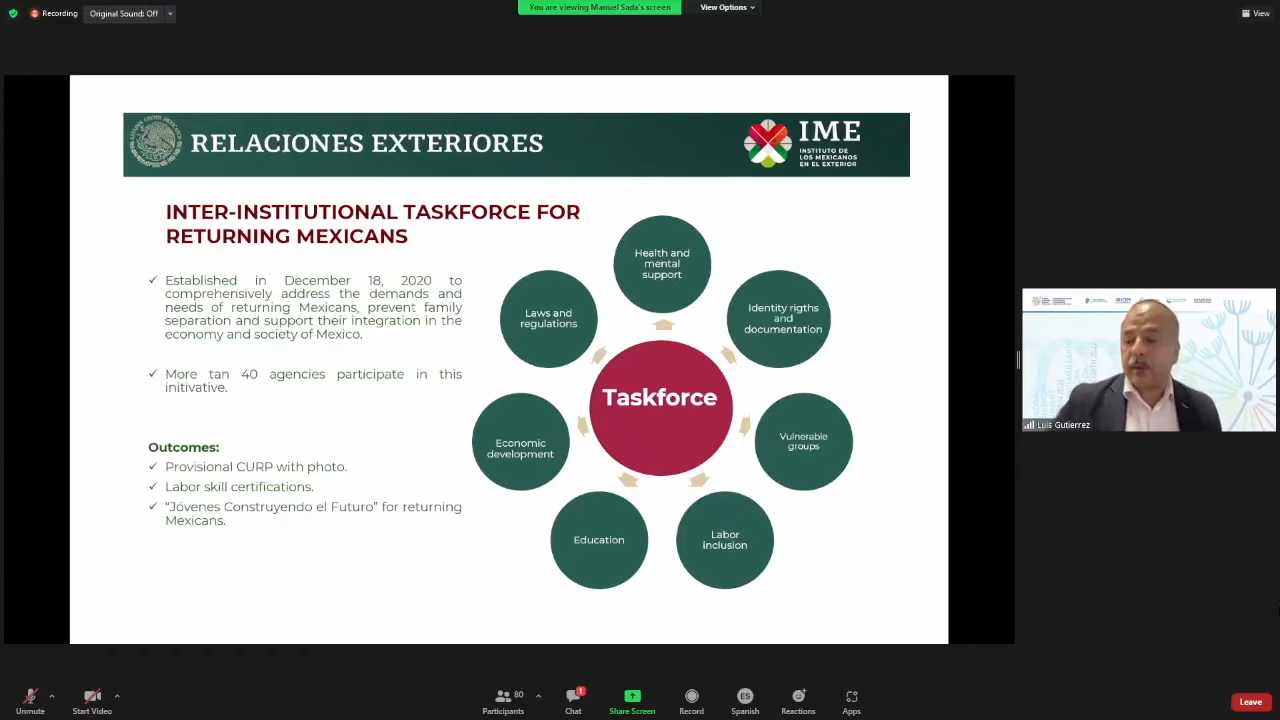 Recording
Original Sound: Off
You are viewing Manuel Sada's screen
View Options
View
RELACIONES EXTERIORES
IME
INSTITUTO DE
LOS MEXICANOS
EN EL EXTERIOR
INTER-INSTITUTIONAL TASKFORCE FOR
RETURNING MEXICANS
✓ Established in December 18, 2020 to
comprehensively address the demands and
needs of returning Mexicans, prevent family
separation and support their integration in the
economy and society of Mexico.
✓ More tan 40 agencies participate in this
initivative.
Outcomes:
✓ Provisional CURP with photo.
✓ Labor skill certifications.
✓ “Jóvenes Construyendo el Futuro” for returning
Mexicans.
Health and
mental
support
Identity rigths
and
documentation
Vulnerable
groups
Labor
inclusion
Education
Economic
development
Laws and
regulations
Taskforce
Luis Gutierrez
Unmute
Start Video
80
Participants
1
Chat
Share Screen
Record
ES
Spanish
Reactions
Apps
Leave